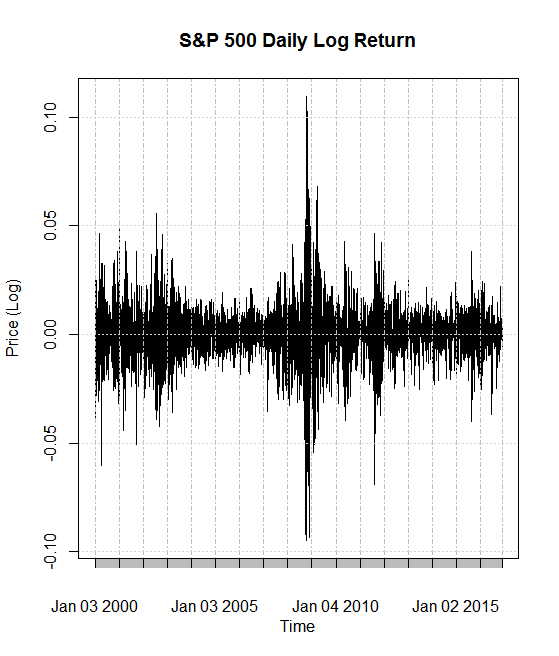 S&P 500 Daily Log Return
Price (Log)
0.10
0.05
0.00
-0.05
-0.10
Jan 03 2000
Jan 03 2005
Jan 04 2010
Jan 02 2015
Time